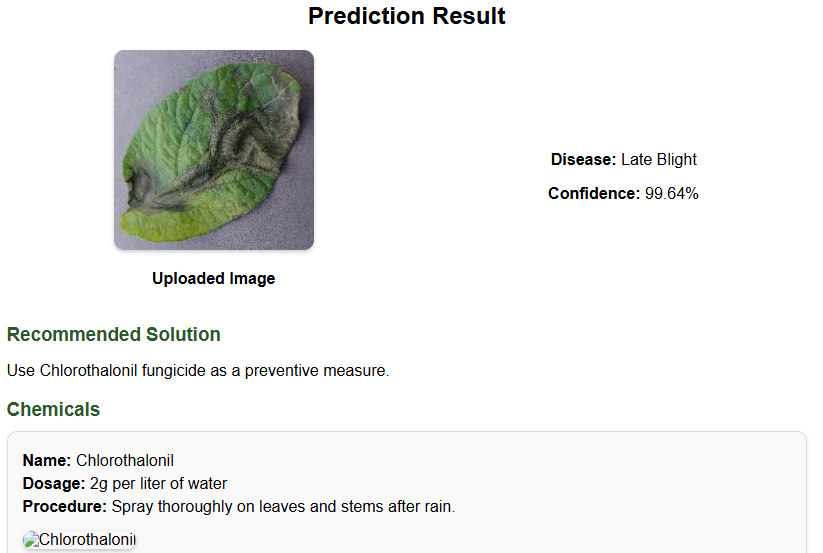 Prediction Result
Disease: Late Blight
Confidence: 99.64%
Uploaded Image
Recommended Solution
Use Chlorothalonil fungicide as a preventive measure.
Chemicals
Name: Chlorothalonil
Dosage: 2g per liter of water
Procedure: Spray thoroughly on leaves and stems after rain.
Chlorothalonil